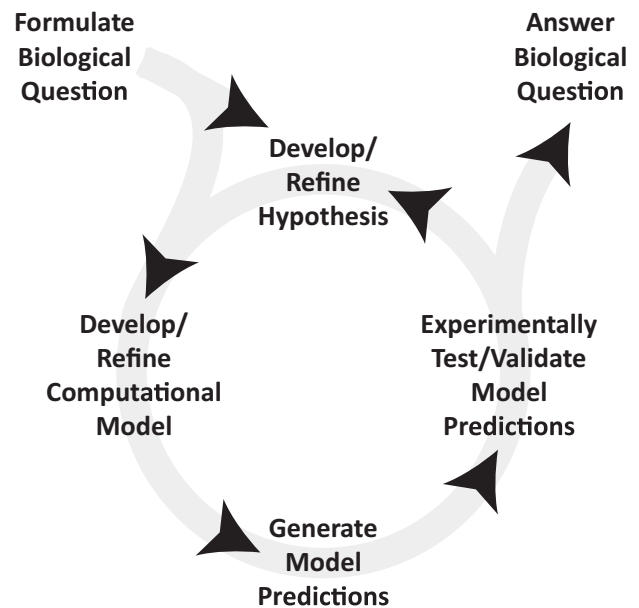 Formulate
Biological
Question
Answer
Biological
Question
Develop/
Refine
Hypothesis
Develop/
Refine
Computational
Model
Experimentally
Test/Validate
Model
Predictions
Generate
Model
Predictions